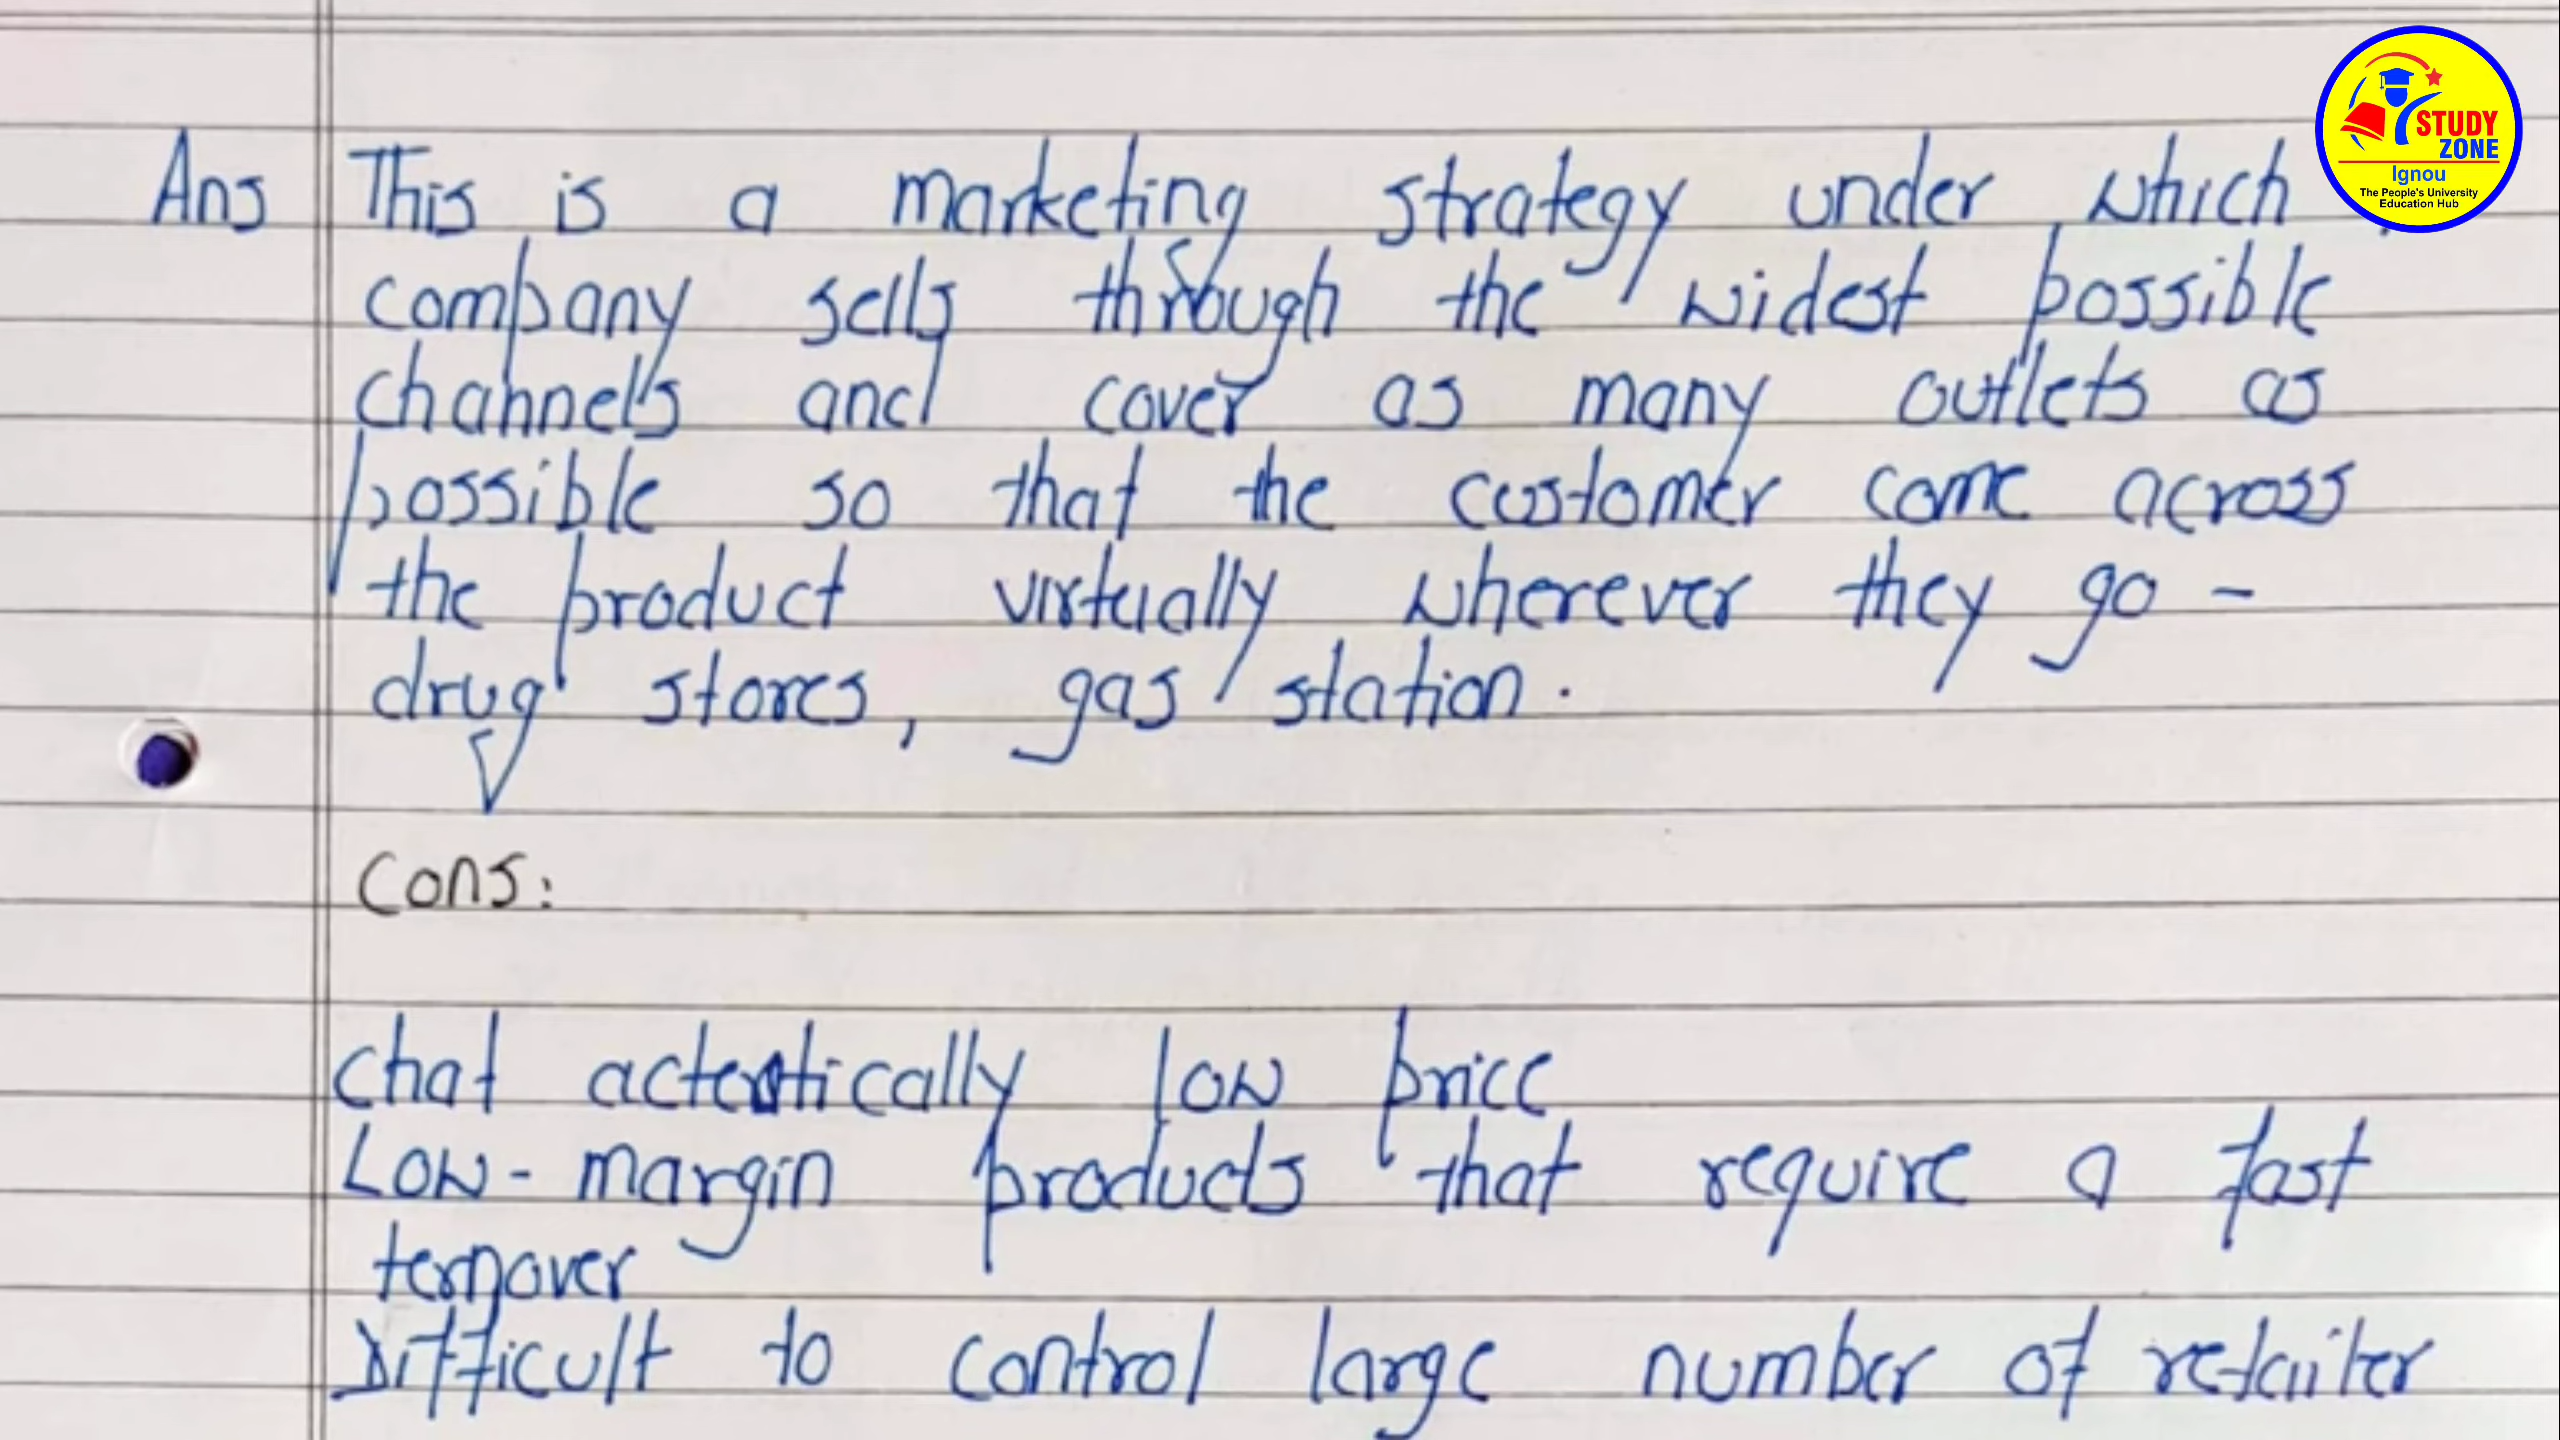 Ans This is a marketing strategy under which
company sells through the widest possible
channels and cover as many outlets as
possible so that the customer come across
the product virtually wherever they go -
drug stores, gas station.
Cons:
Chat acterstically low price
Low - margin products that require a fast
ternover
Difficult to control large number of retailer
STUDY
ZONE
Ignou
The People's University
Education Hub